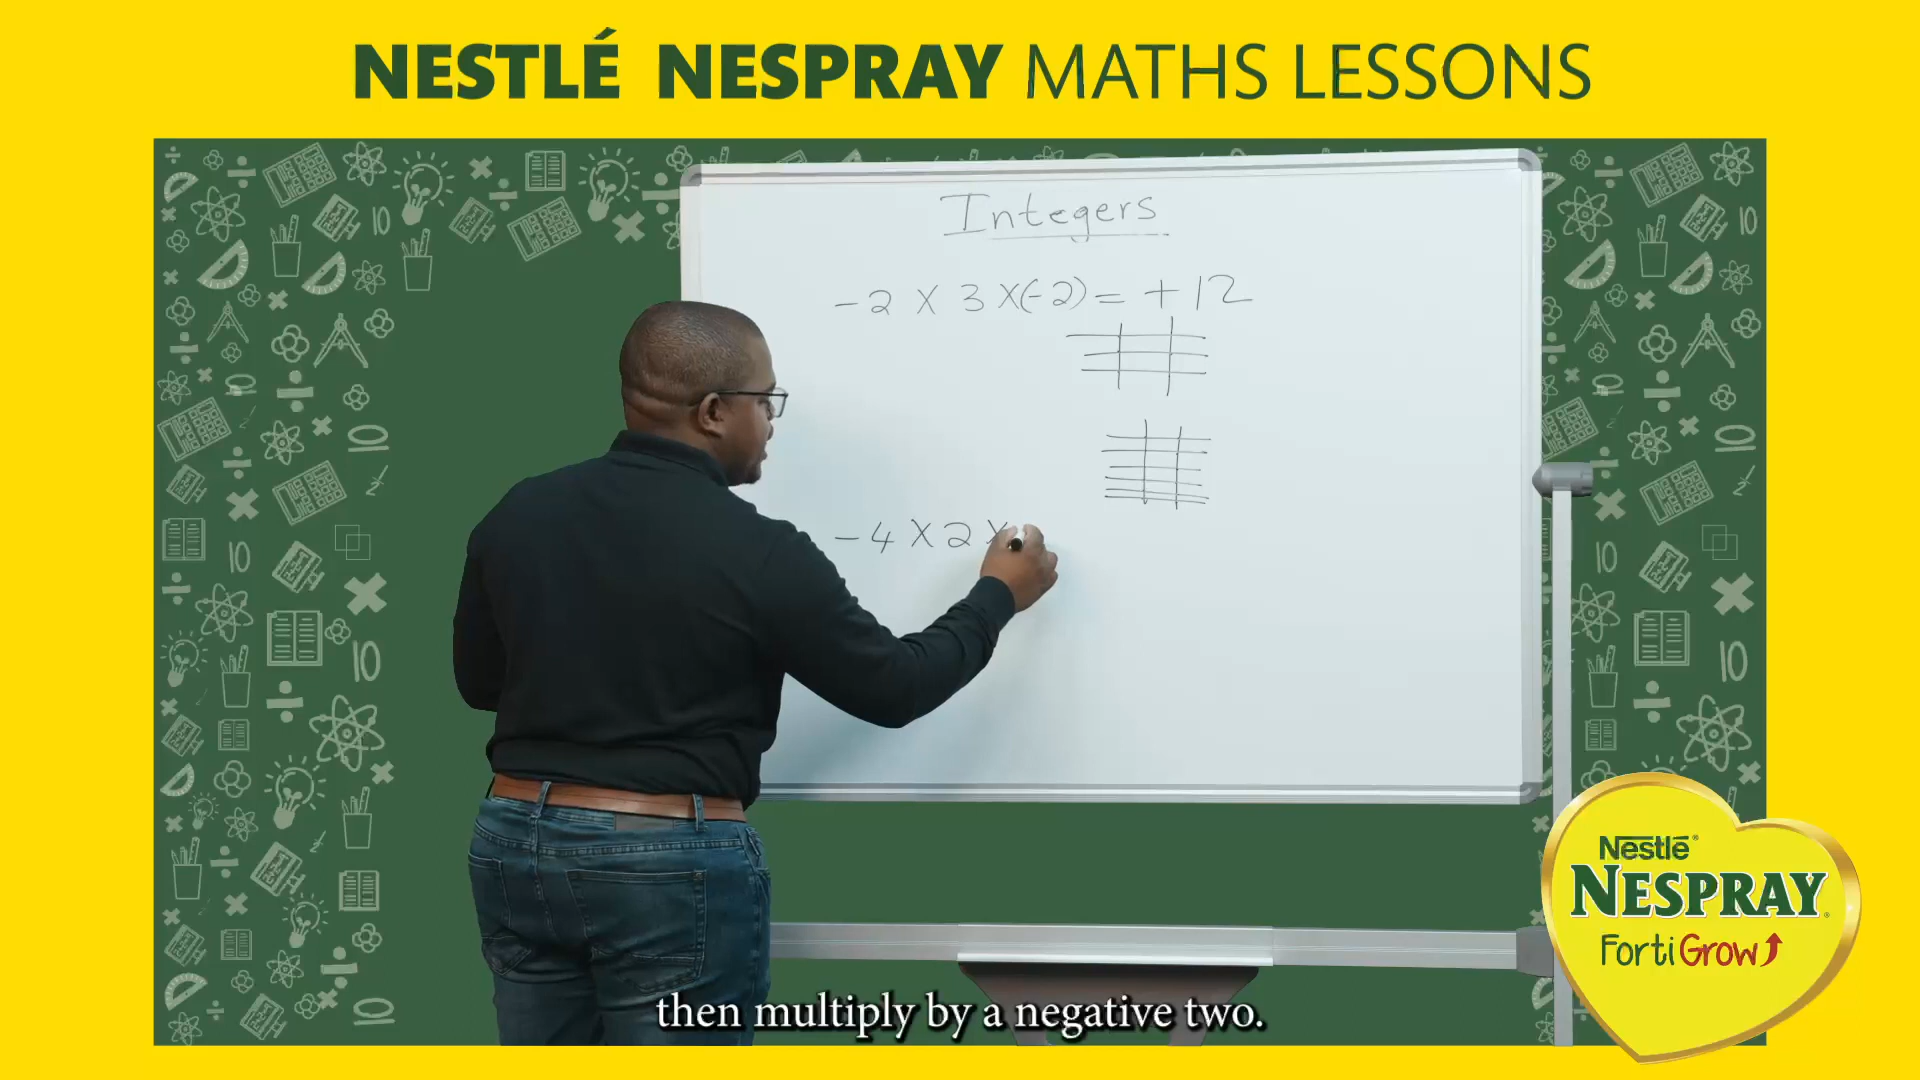 NESTLÉ NESPRAY MATHS LESSONS
Integers
-2 X 3 X(-2) = +12
-4 X 2 X
Nestlé®
NESPRAY®
FortiGrow
then multiply by a negative two.